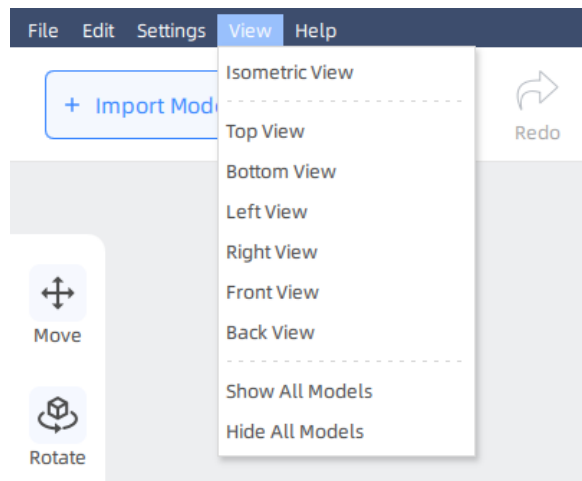 File Edit Settings View Help
Isometric View
+ Import Mod
Redo
Top View
Bottom View
Left View
Right View
Front View
Back View
Show All Models
Hide All Models
Move
Rotate